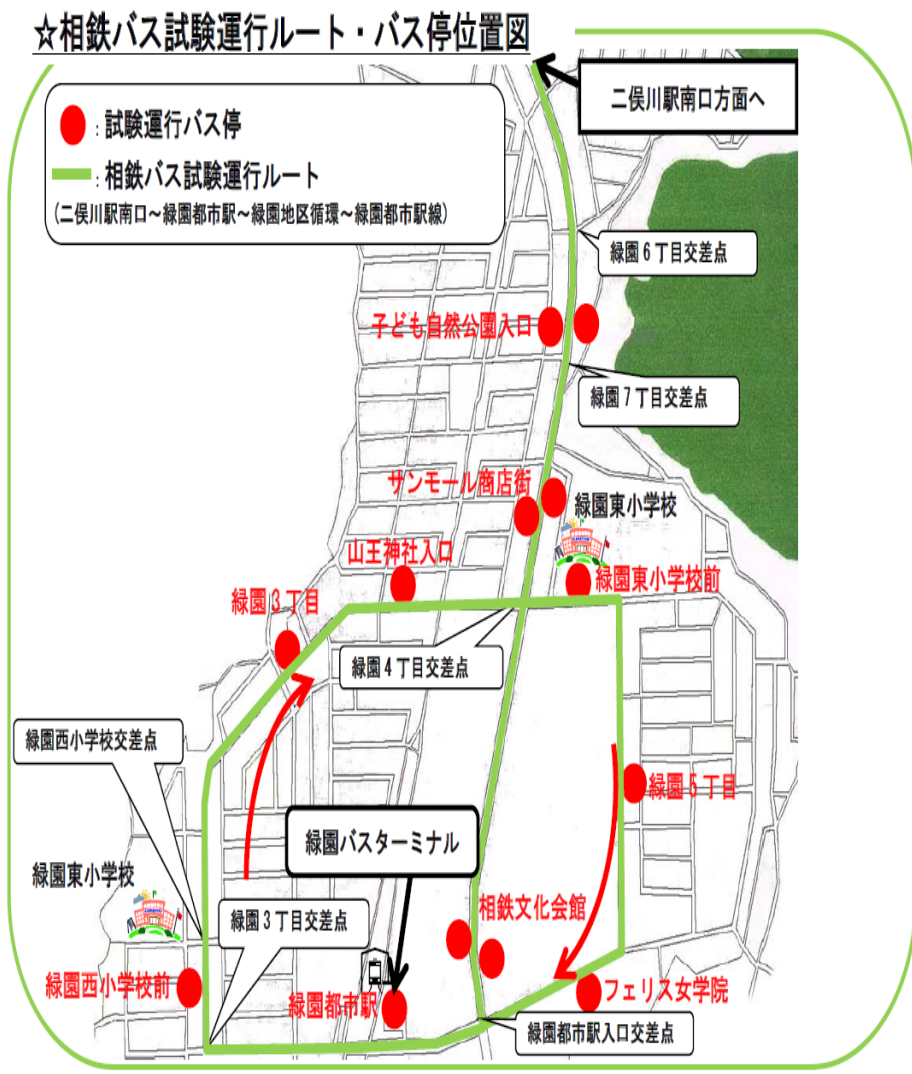 ☆相鉄バス試験運行ルート・バス停位置図
二俣川駅南口方面へ
：試験運行バス停
：相鉄バス試験運行ルート
(二俣川駅南口～緑園都市駅～緑園地区循環～緑園都市駅線)
緑園６丁目交差点
子ども自然公園入口
緑園７丁目交差点
サンモール商店街
緑園東小学校
山王神社入口
緑園東小学校前
緑園３丁目
緑園４丁目交差点
緑園西小学校交差点
緑園５丁目
緑園バスターミナル
緑園東小学校
緑園３丁目交差点
相鉄文化会館
緑園西小学校前
緑園都市駅
フェリス女学院
緑園都市駅入口交差点